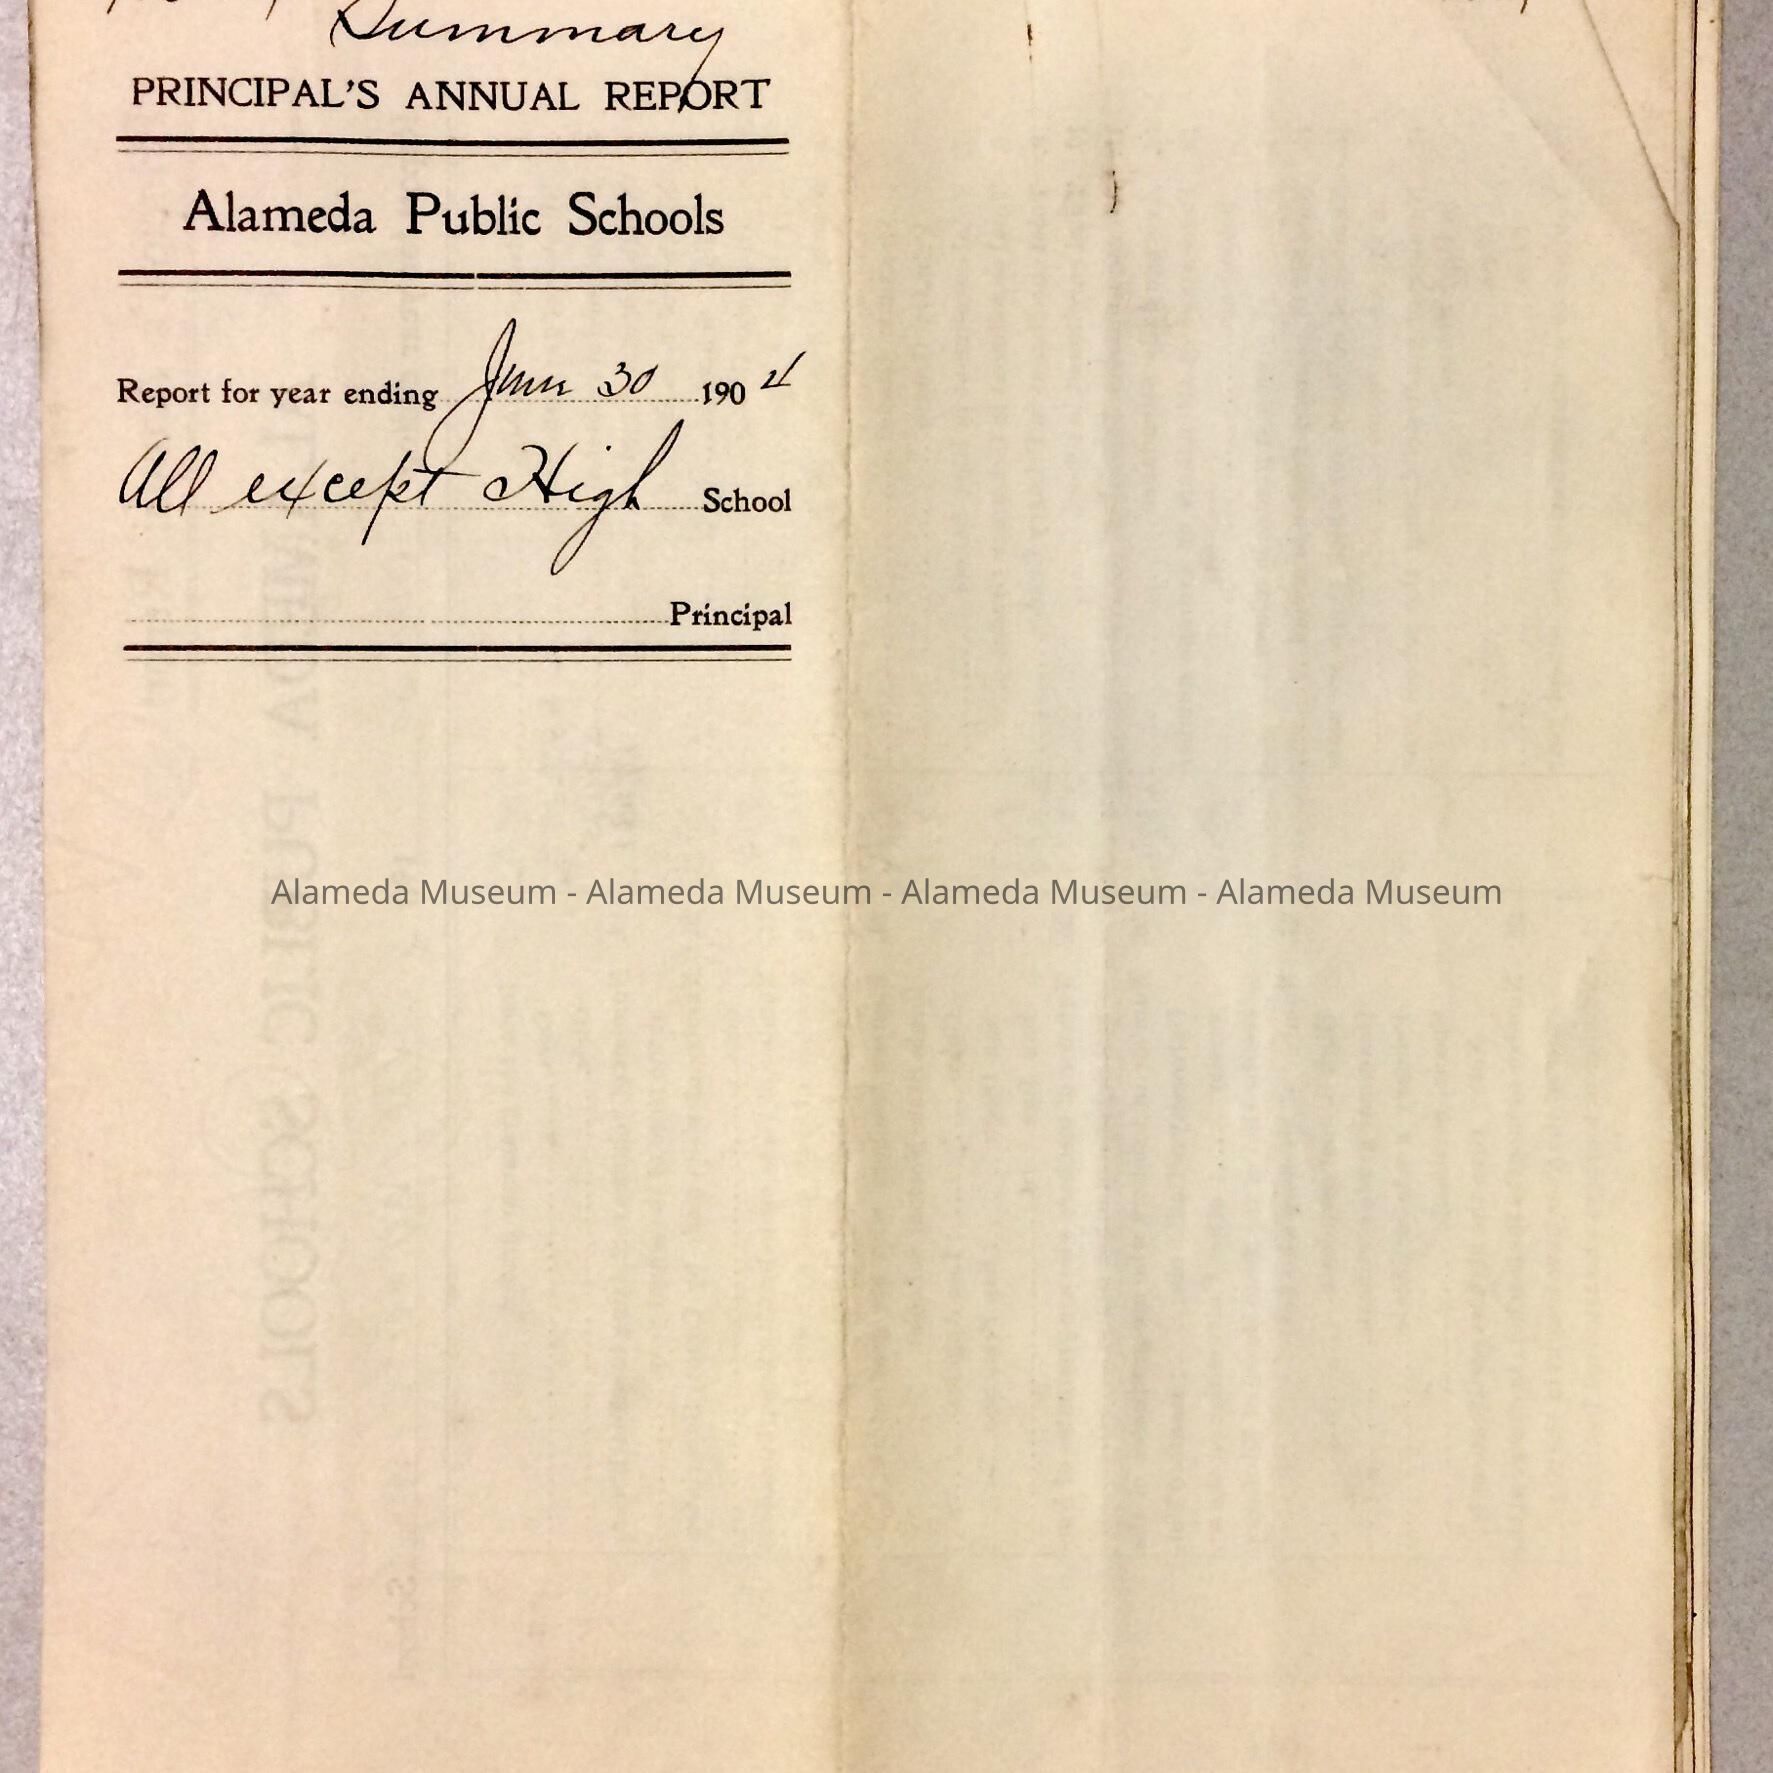 Summary
PRINCIPAL'S ANNUAL REPORT
Alameda Public Schools
Report for year ending June 30 1904
All except High School
Principal
Alameda Museum - Alameda Museum - Alameda Museum - Alameda Museum